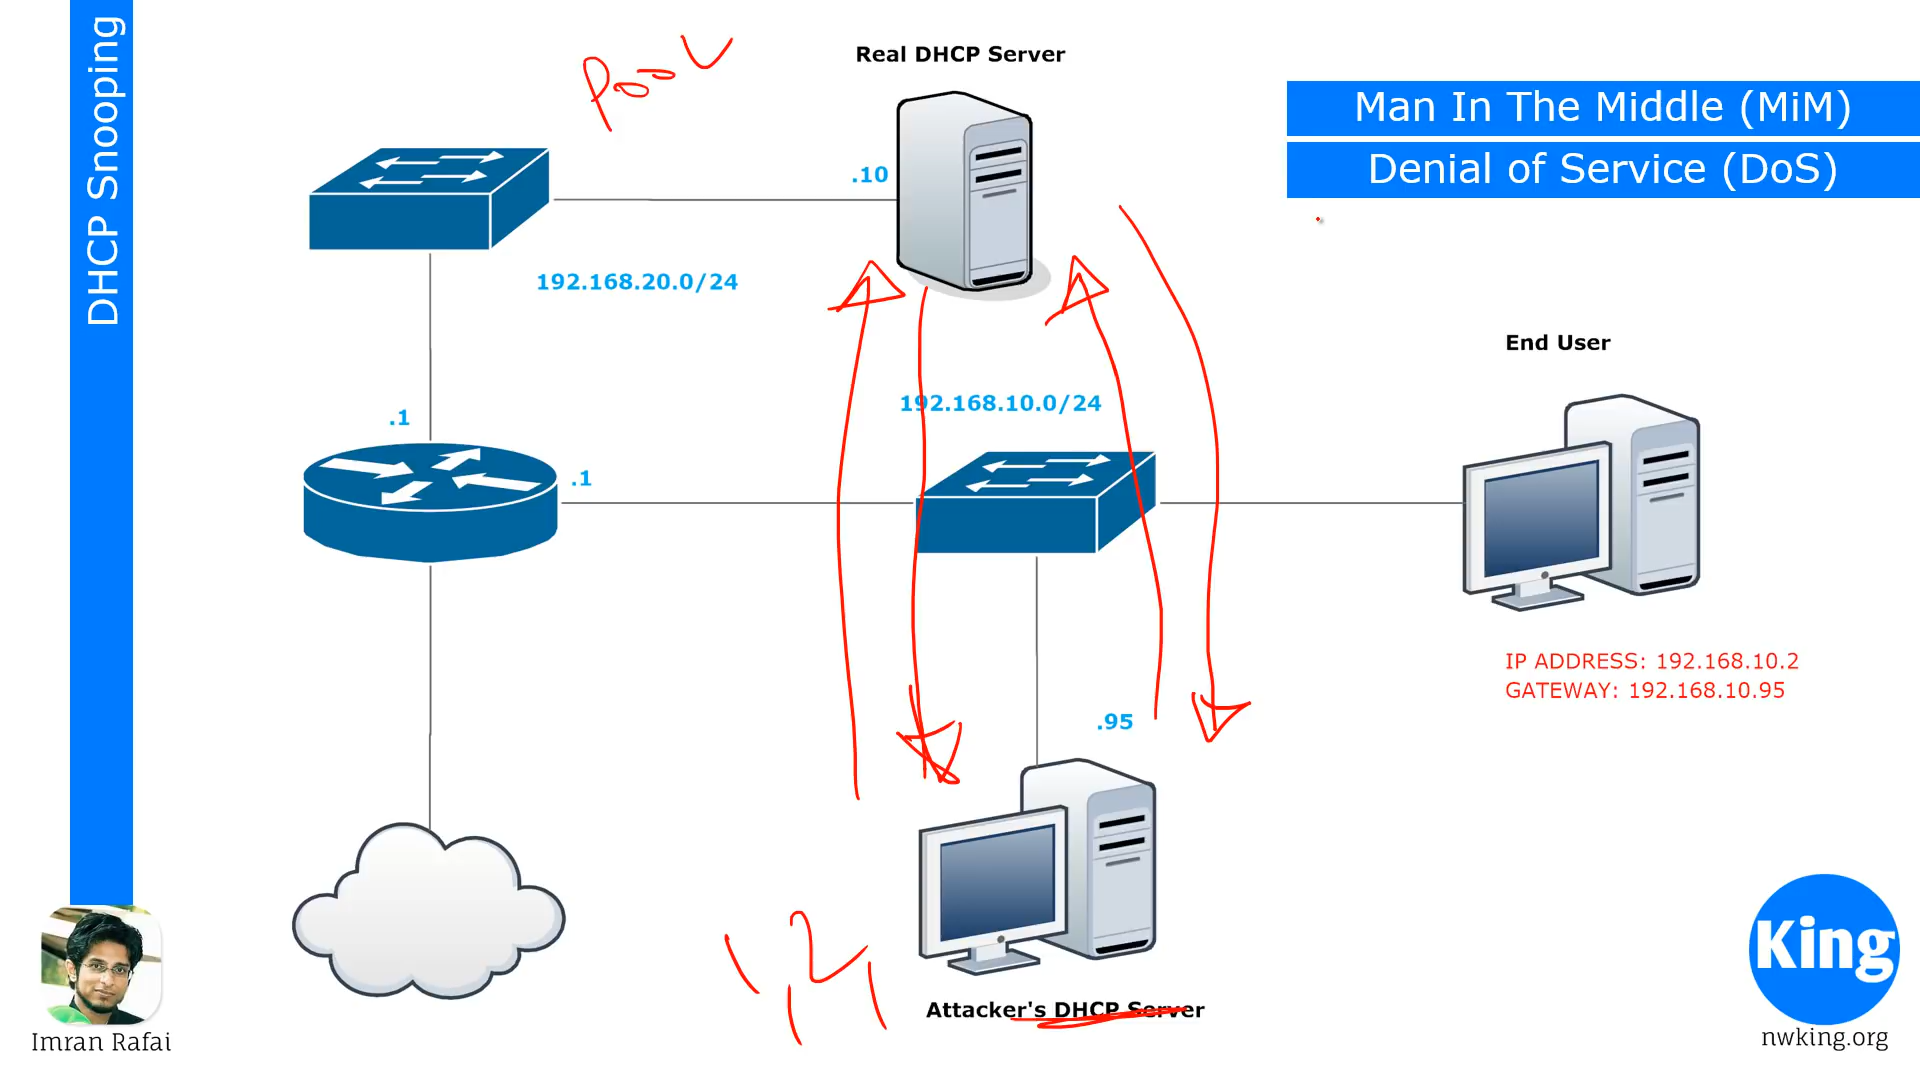 DHCP Snooping
Pool
Real DHCP Server
Man In The Middle (MiM)
Denial of Service (DoS)
.10
192.168.20.0/24
End User
192.168.10.0/24
.1
.1
IP ADDRESS: 192.168.10.2
GATEWAY: 192.168.10.95
.95
Attacker's DHCP Server
King
nwking.org
Imran Rafai